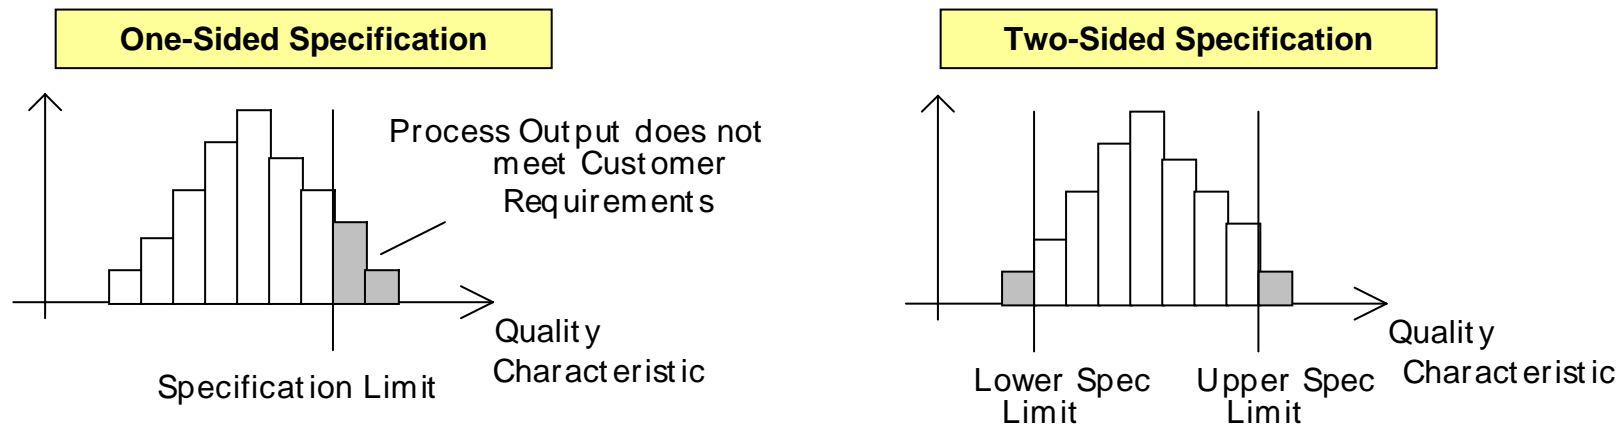 One-Sided Specification
Process Output does not
meet Customer
Requirements
Quality
Characteristic
Specification Limit
Two-Sided Specification
Quality
Characteristic
Lower Spec
Limit
Upper Spec
Limit